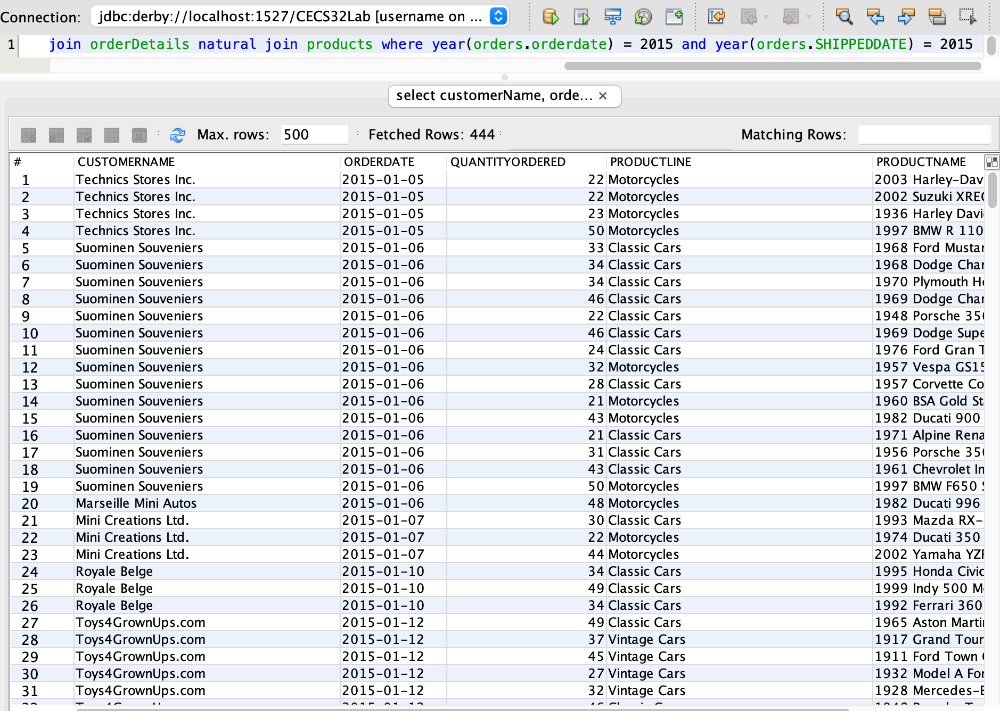 Connection: jdbc:derby://localhost:1527/CECS32Lab [username on ...
1 join orderDetails natural join products where year(orders.orderdate) = 2015 and year(orders.SHIPPEDDATE) = 2015
select customerName, orde... ×
Max. rows: 500 Fetched Rows: 444 Matching Rows:
# CUSTOMERNAME ORDERDATE QUANTITYORDERED PRODUCTLINE PRODUCTNAME
1 Technics Stores Inc. 2015-01-05 22 Motorcycles 2003 Harley-Dav
2 Technics Stores Inc. 2015-01-05 22 Motorcycles 2002 Suzuki XREO
3 Technics Stores Inc. 2015-01-05 23 Motorcycles 1936 Harley Davi
4 Technics Stores Inc. 2015-01-05 50 Motorcycles 1997 BMW R 110
5 Suominen Souveniers 2015-01-06 33 Classic Cars 1968 Ford Mustan
6 Suominen Souveniers 2015-01-06 34 Classic Cars 1968 Dodge Char
7 Suominen Souveniers 2015-01-06 34 Classic Cars 1970 Plymouth He
8 Suominen Souveniers 2015-01-06 46 Classic Cars 1969 Dodge Char
9 Suominen Souveniers 2015-01-06 22 Classic Cars 1948 Porsche 356
10 Suominen Souveniers 2015-01-06 46 Classic Cars 1969 Dodge Supe
11 Suominen Souveniers 2015-01-06 24 Classic Cars 1976 Ford Gran T
12 Suominen Souveniers 2015-01-06 32 Motorcycles 1957 Vespa GS15
13 Suominen Souveniers 2015-01-06 28 Classic Cars 1957 Corvette Co
14 Suominen Souveniers 2015-01-06 21 Motorcycles 1960 BSA Gold St
15 Suominen Souveniers 2015-01-06 43 Motorcycles 1982 Ducati 900
16 Suominen Souveniers 2015-01-06 21 Classic Cars 1971 Alpine Rena
17 Suominen Souveniers 2015-01-06 31 Classic Cars 1956 Porsche 356
18 Suominen Souveniers 2015-01-06 43 Classic Cars 1961 Chevrolet In
19 Suominen Souveniers 2015-01-06 50 Motorcycles 1997 BMW F650 S
20 Marseille Mini Autos 2015-01-06 48 Motorcycles 1982 Ducati 996
21 Mini Creations Ltd. 2015-01-07 30 Classic Cars 1993 Mazda RX-
22 Mini Creations Ltd. 2015-01-07 22 Motorcycles 1974 Ducati 350
23 Mini Creations Ltd. 2015-01-07 44 Motorcycles 2002 Yamaha YZR
24 Royale Belge 2015-01-10 34 Classic Cars 1995 Honda Civic
25 Royale Belge 2015-01-10 49 Classic Cars 1999 Indy 500 M
26 Royale Belge 2015-01-10 34 Classic Cars 1992 Ferrari 360
27 Toys4GrownUps.com 2015-01-12 49 Classic Cars 1965 Aston Martin
28 Toys4GrownUps.com 2015-01-12 37 Vintage Cars 1917 Grand Tour
29 Toys4GrownUps.com 2015-01-12 45 Vintage Cars 1911 Ford Town
30 Toys4GrownUps.com 2015-01-12 27 Vintage Cars 1932 Model A For
31 Toys4GrownUps.com 2015-01-12 32 Vintage Cars 1928 Mercedes-B